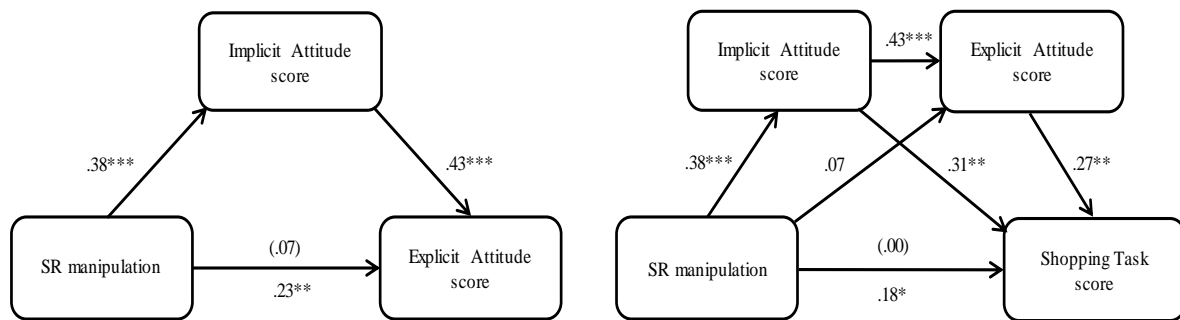 Implicit Attitude
score
.38***
.43***
SR manipulation
(.07)
.23**
Explicit Attitude
score
Implicit Attitude
score
.43***
Explicit Attitude
score
.38***
.07
.31**
.27**
SR manipulation
(.00)
.18*
Shopping Task
score